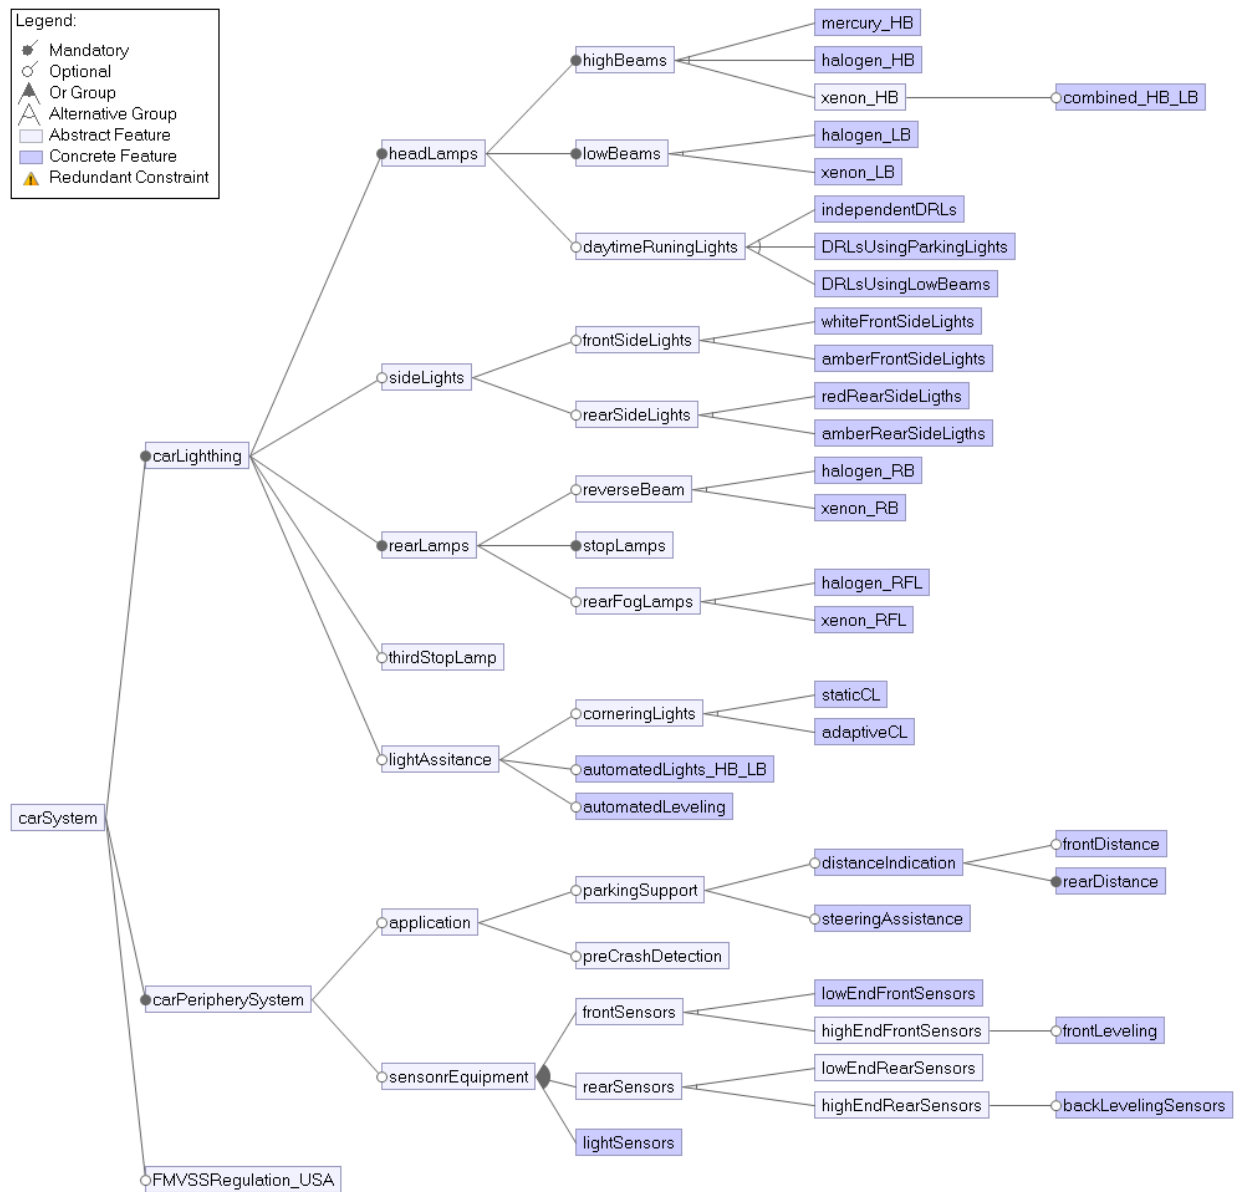 Legend:
Mandatory
Optional
Or Group
Alternative Group
Abstract Feature
Concrete Feature
Redundant Constraint
mercury_HB
highBeams
halogen_HB
xenon_HB
combined_HB_LB
halogen_LB
headLamps
lowBeams
xenon_LB
independentDRLs
daytimeRuningLights
DRLsUsingParkingLights
DRLsUsingLowBeams
whiteFrontSideLights
frontSideLights
amberFrontSideLights
sideLights
redRearSideLigths
rearSideLights
amberRearSideLigths
carLighthing
halogen_RB
reverseBeam
xenon_RB
rearLamps
stopLamps
halogen_RFL
rearFogLamps
xenon_RFL
thirdStopLamp
staticCL
corneringLights
adaptiveCL
lightAssitance
automatedLights_HB_LB
automatedLeveling
carSystem
frontDistance
distanceIndication
rearDistance
parkingSupport
steeringAssistance
application
preCrashDetection
carPeripherySystem
lowEndFrontSensors
frontSensors
highEndFrontSensors
frontLeveling
lowEndRearSensors
sensonrEquipment
rearSensors
highEndRearSensors
backLevelingSensors
lightSensors
FMVSSRegulation_USA